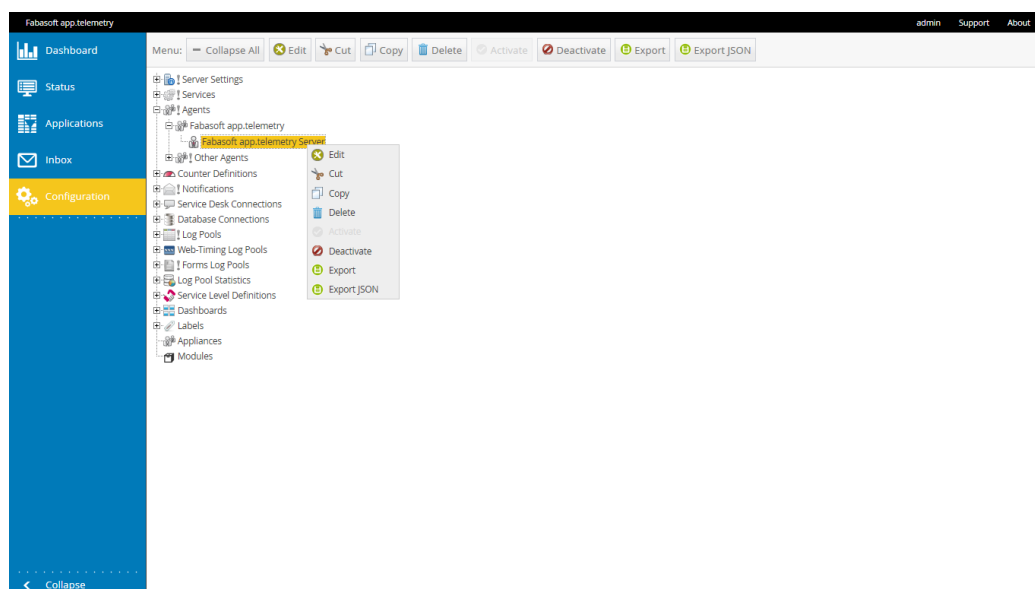 Fabasoft app.telemetry
admin Support About
Dashboard
Status
Applications
Inbox
Configuration
Collapse
Menu: Collapse All Edit Cut Copy Delete Activate Deactivate Export Export JSON
! Server Settings
! Services
! Agents
Fabasoft app.telemetry
Fabasoft app.telemetry Server
! Other Agents
Counter Definitions
! Notifications
Service Desk Connections
Database Connections
! Log Pools
Web-Timing Log Pools
! Forms Log Pools
Log Pool Statistics
Service Level Definitions
Dashboards
Labels
Appliances
Modules
Edit
Cut
Copy
Delete
Activate
Deactivate
Export
Export JSON